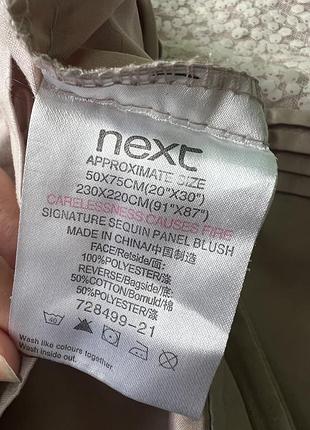 next
APPROXIMATE SIZE
50X75CM(20"X30")
230X220CM(91"X87")
CARELESSNESS CAUSES FIRE
SIGNATURE SEQUIN PANEL BLUSH
MADE IN CHINA/中国制造
FACE/Retside/面:
100%POLYESTER/涤
REVERSE/Bagside/底:
50%COTTON/Bomuld/棉
50%POLYESTER/涤
728499-21
40
Wash like colours together.
Wash inside out.